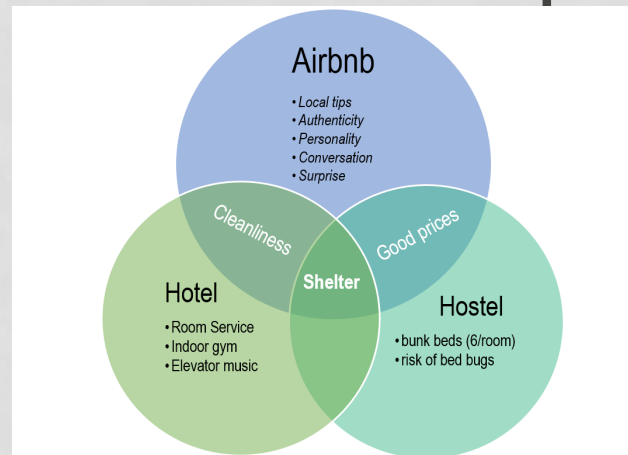 Airbnb
• Local tips
• Authenticity
• Personality
• Conversation
• Surprise
Cleanliness
Good prices
Shelter
Hotel
• Room Service
• Indoor gym
• Elevator music
Hostel
• bunk beds (6/room)
• risk of bed bugs